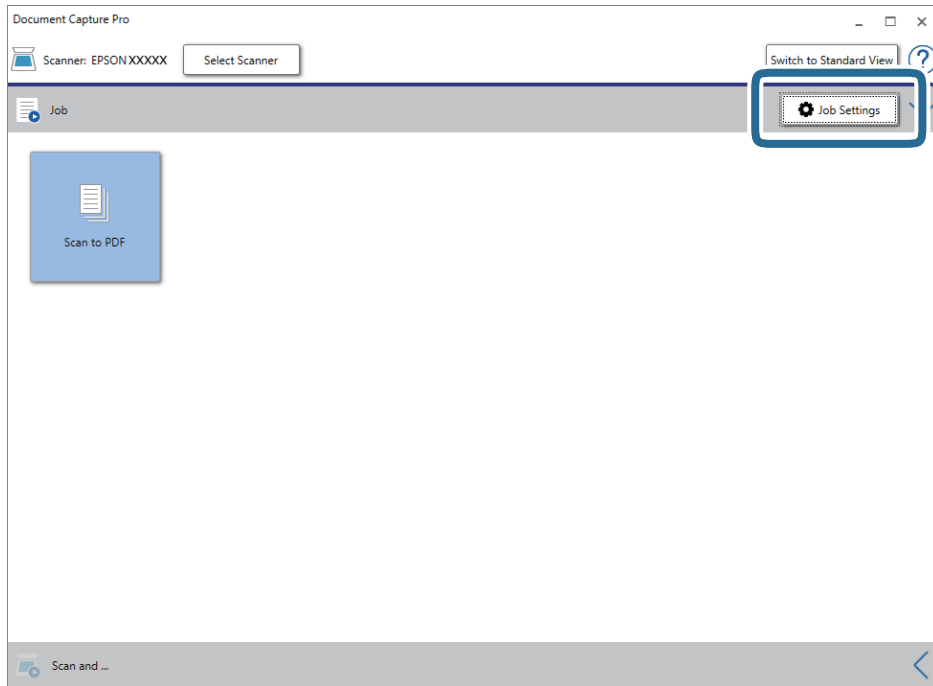 Document Capture Pro
Scanner: EPSON XXXXX
Select Scanner
Switch to Standard View
?
Job
Job Settings
Scan to PDF
Scan and ...